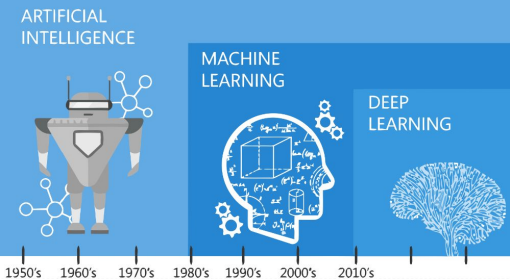 ARTIFICIAL
INTELLIGENCE
MACHINE
LEARNING
DEEP
LEARNING
1950's 1960's 1970's 1980's 1990's 2000's 2010's